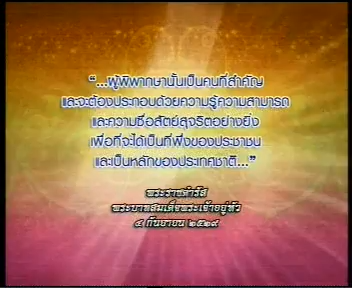 “...ผู้พิพากษานั้นเป็นคนที่สำคัญ
และจะต้องประกอบด้วยความรู้ความสามารถ
และความซื่อสัตย์สุจริตอย่างยิ่ง
เพื่อที่จะได้เป็นที่พึ่งของประชาชน
และเป็นหลักของประเทศชาติ...”
พระราชดำรัส
พระบาทสมเด็จพระเจ้าอยู่หัว
๔ กันยายน ๒๕๑๙